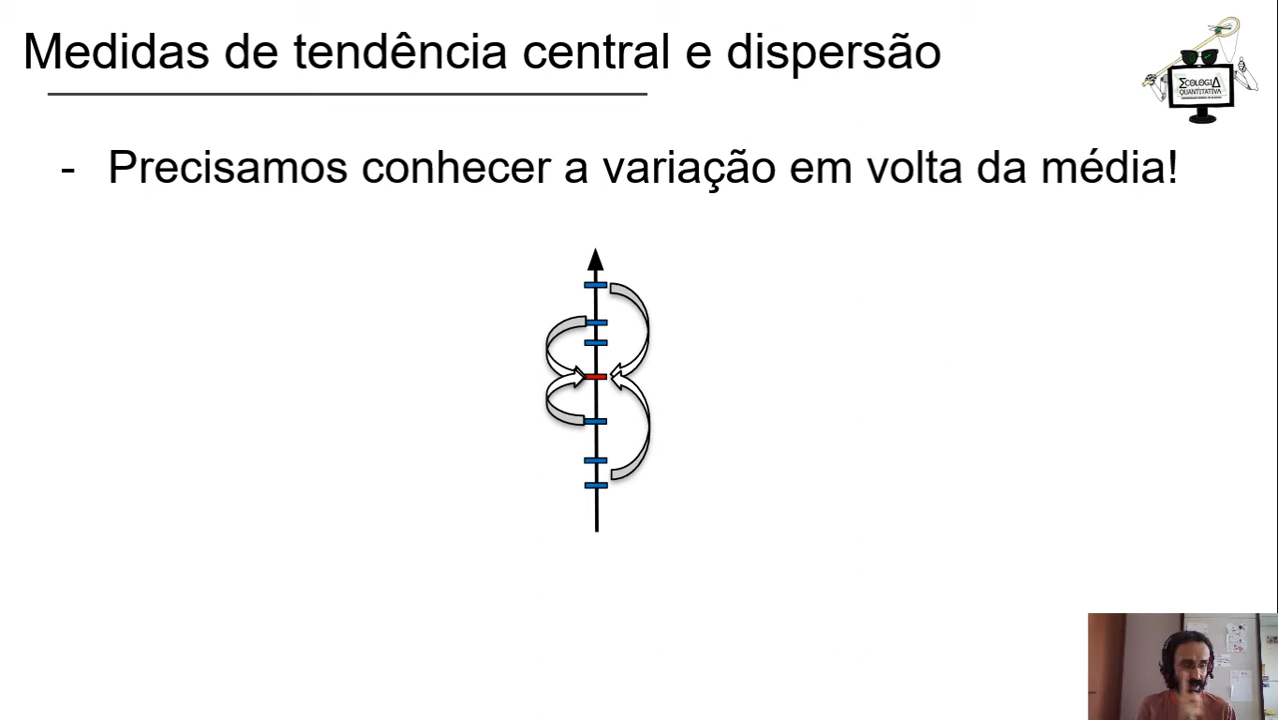 Medidas de tendência central e dispersão
ΣCOLOGIΔ
QUANTITATIVA
- Precisamos conhecer a variação em volta da média!